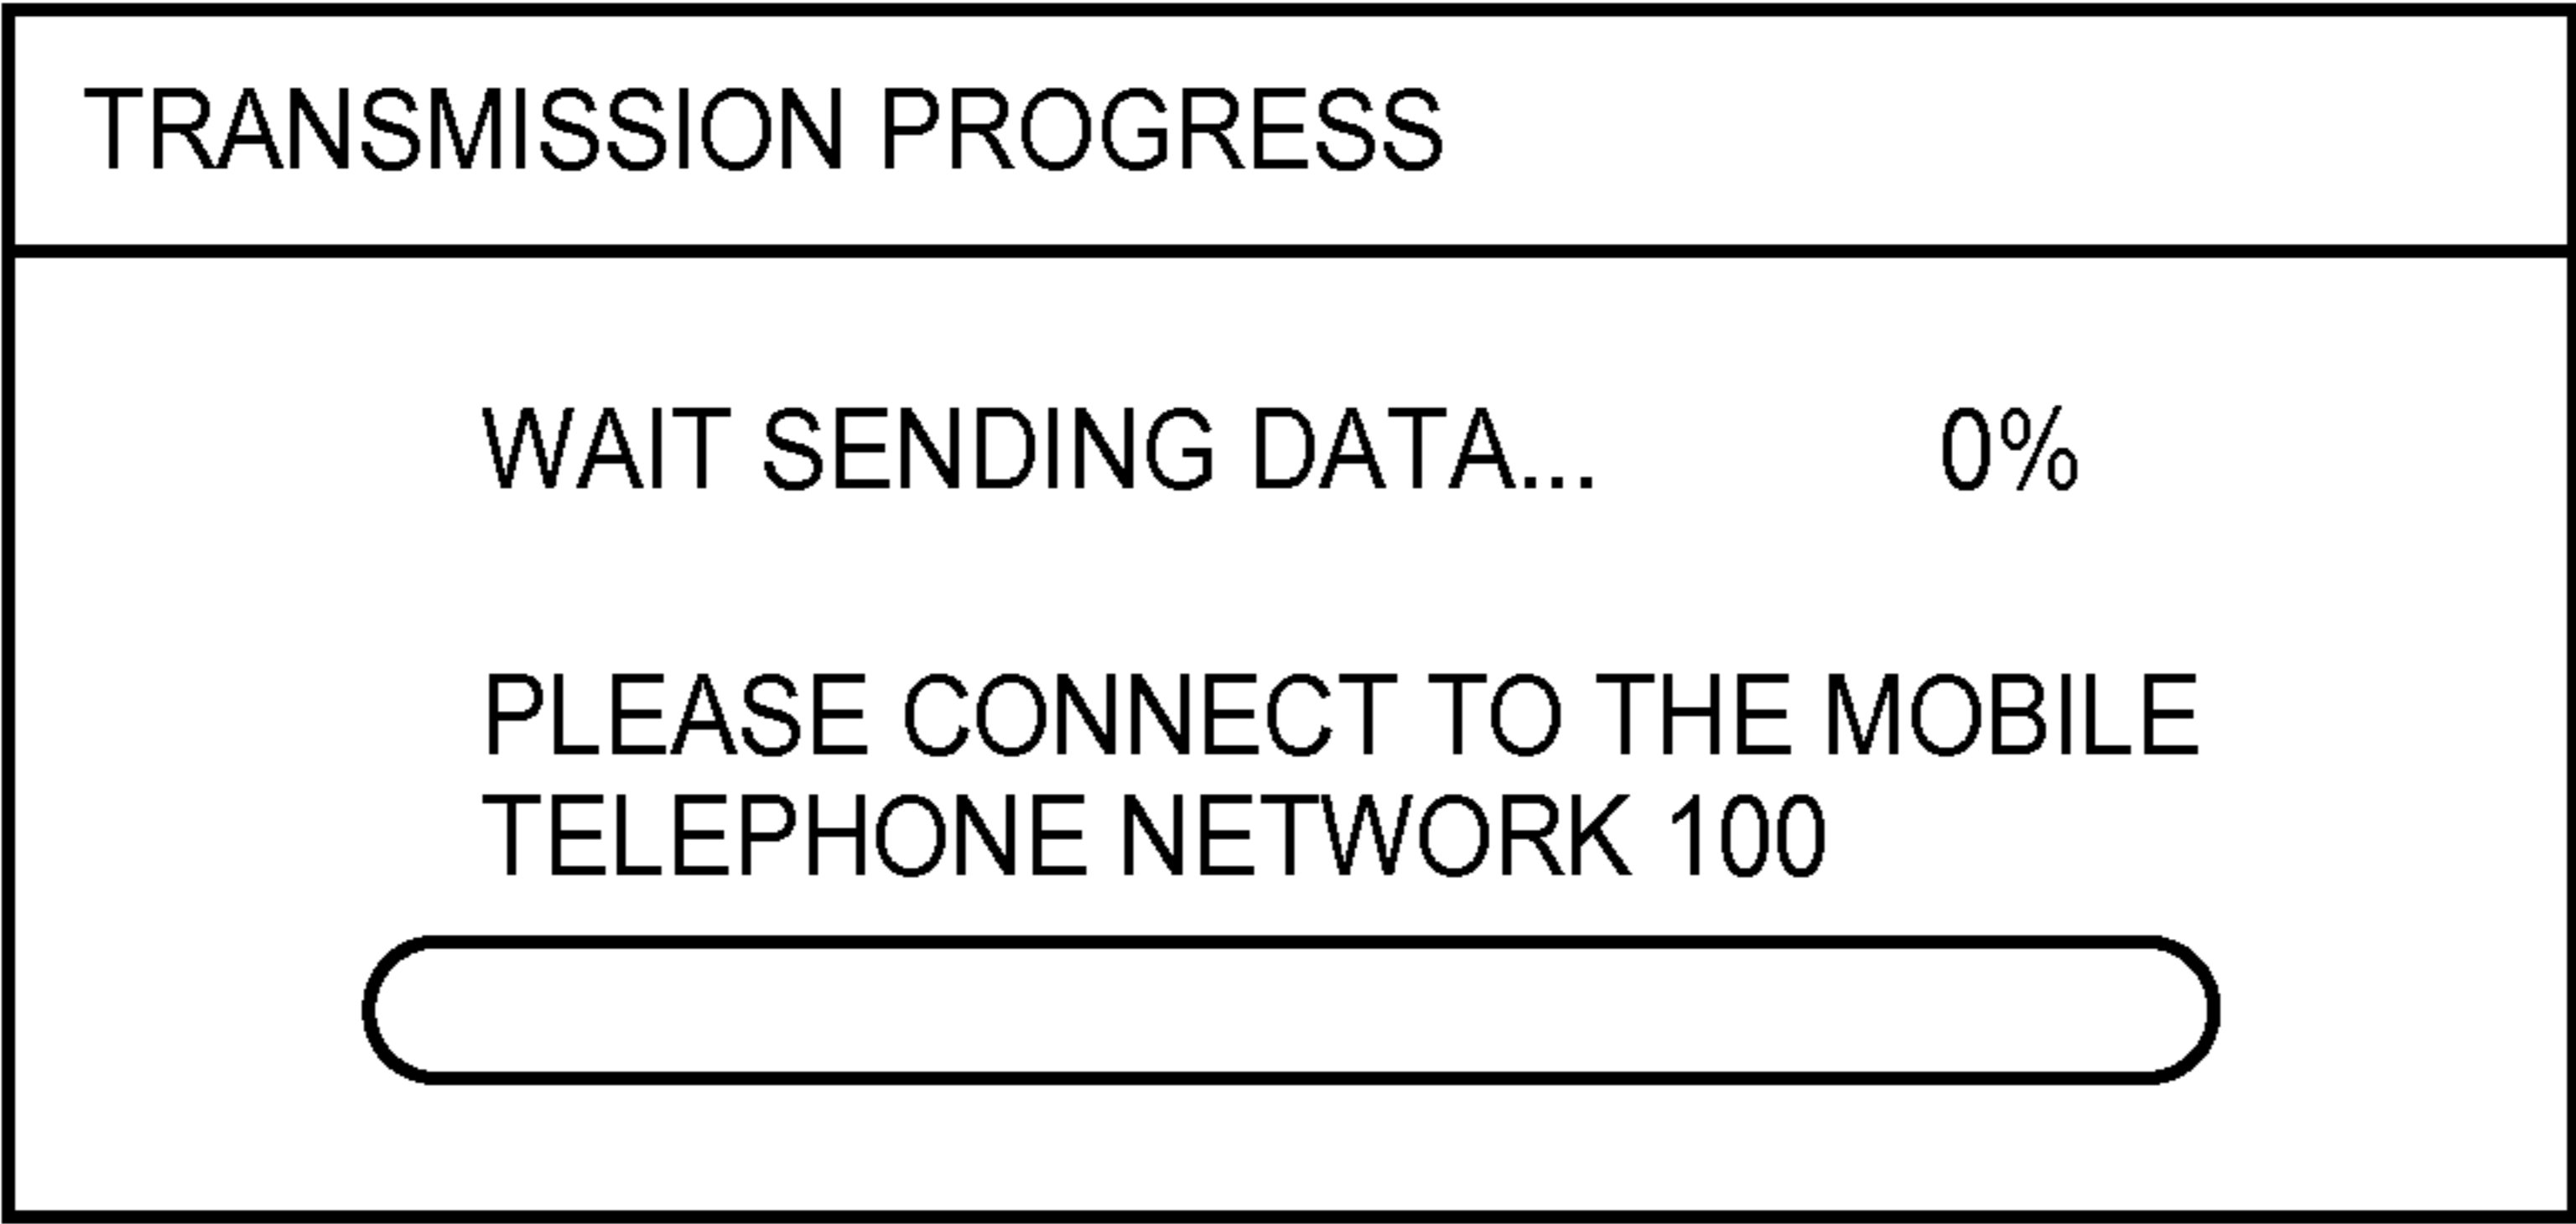 TRANSMISSION PROGRESS
WAIT SENDING DATA... 0%
PLEASE CONNECT TO THE MOBILE
TELEPHONE NETWORK 100